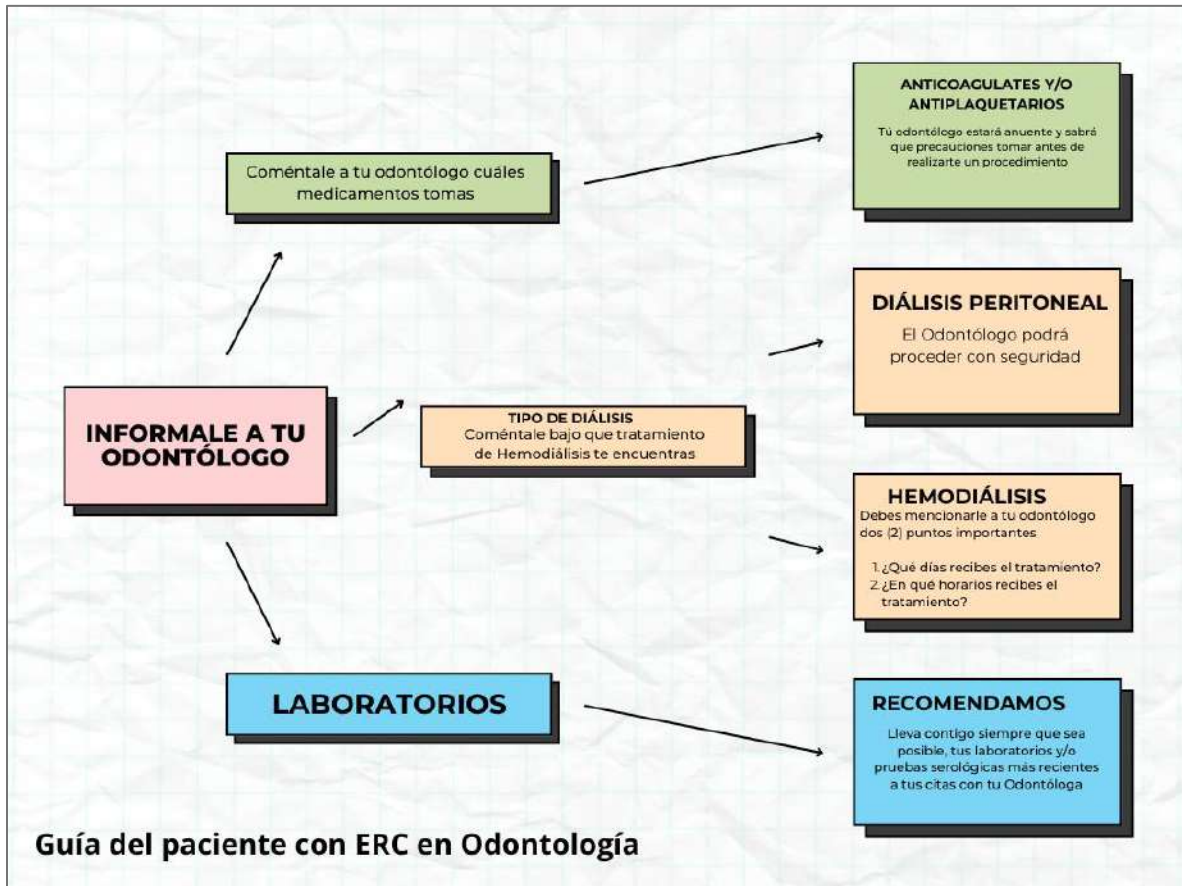 ANTICOAGULATES Y/O
ANTIPLAQUETARIOS
Tú odontólogo estará anuente y sabrá
que precauciones tomar antes de
realizarte un procedimiento
Coméntale a tu odontólogo cuáles
medicamentos tomas
DIÁLISIS PERITONEAL
El Odontólogo podrá
proceder con seguridad
INFORMALE A TU
ODONTÓLOGO
TIPO DE DIÁLISIS
Coméntale bajo que tratamiento
de Hemodiálisis te encuentras
HEMODIÁLISIS
Debes mencionarle a tu odontólogo
dos (2) puntos importantes
1. ¿Qué días recibes el tratamiento?
2. ¿En qué horarios recibes el
tratamiento?
LABORATORIOS
RECOMENDAMOS
Lleva contigo siempre que sea
posible, tus laboratorios y/o
pruebas serológicas más recientes
a tus citas con tu Odontóloga
Guía del paciente con ERC en Odontología